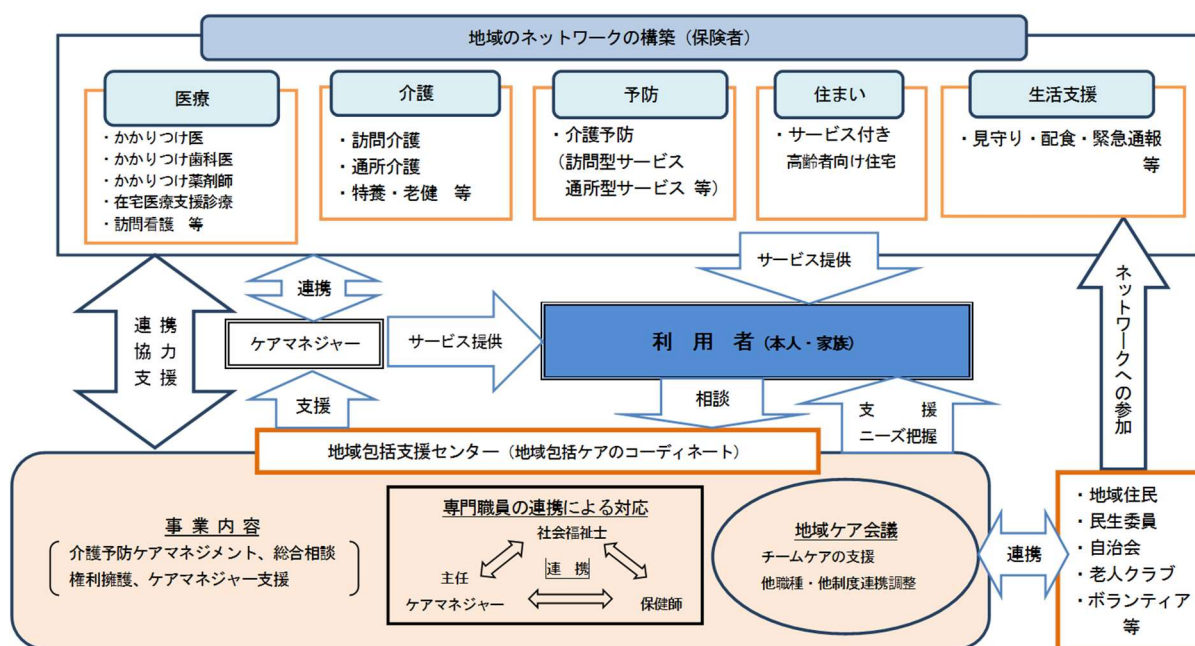 地域のネットワークの構築（保険者）
医療
・かかりつけ医
・かかりつけ歯科医
・かかりつけ薬剤師
・在宅医療支援診療
・訪問看護　等
介護
・訪問介護
・通所介護
・特養・老健　等
予防
・介護予防
（訪問型サービス
通所型サービス　等）
住まい
・サービス付き
高齢者向け住宅
生活支援
・見守り・配食・緊急通報
等
連　携
協　力
支　援
連携
ケアマネジャー
サービス提供
サービス提供
利　用　者（本人・家族）
支援
相談
支　　援
ニーズ把握
ネットワークへの参加
地域包括支援センター（地域包括ケアのコーディネート）
事 業 内 容
介護予防ケアマネジメント、総合相談
権利擁護、ケアマネジャー支援
専門職員の連携による対応
社会福祉士
連　携
主任
ケアマネジャー
保健師
地域ケア会議
チームケアの支援
他職種・他制度連携調整
連携
・地域住民
・民生委員
・自治会
・老人クラブ
・ボランティア
等